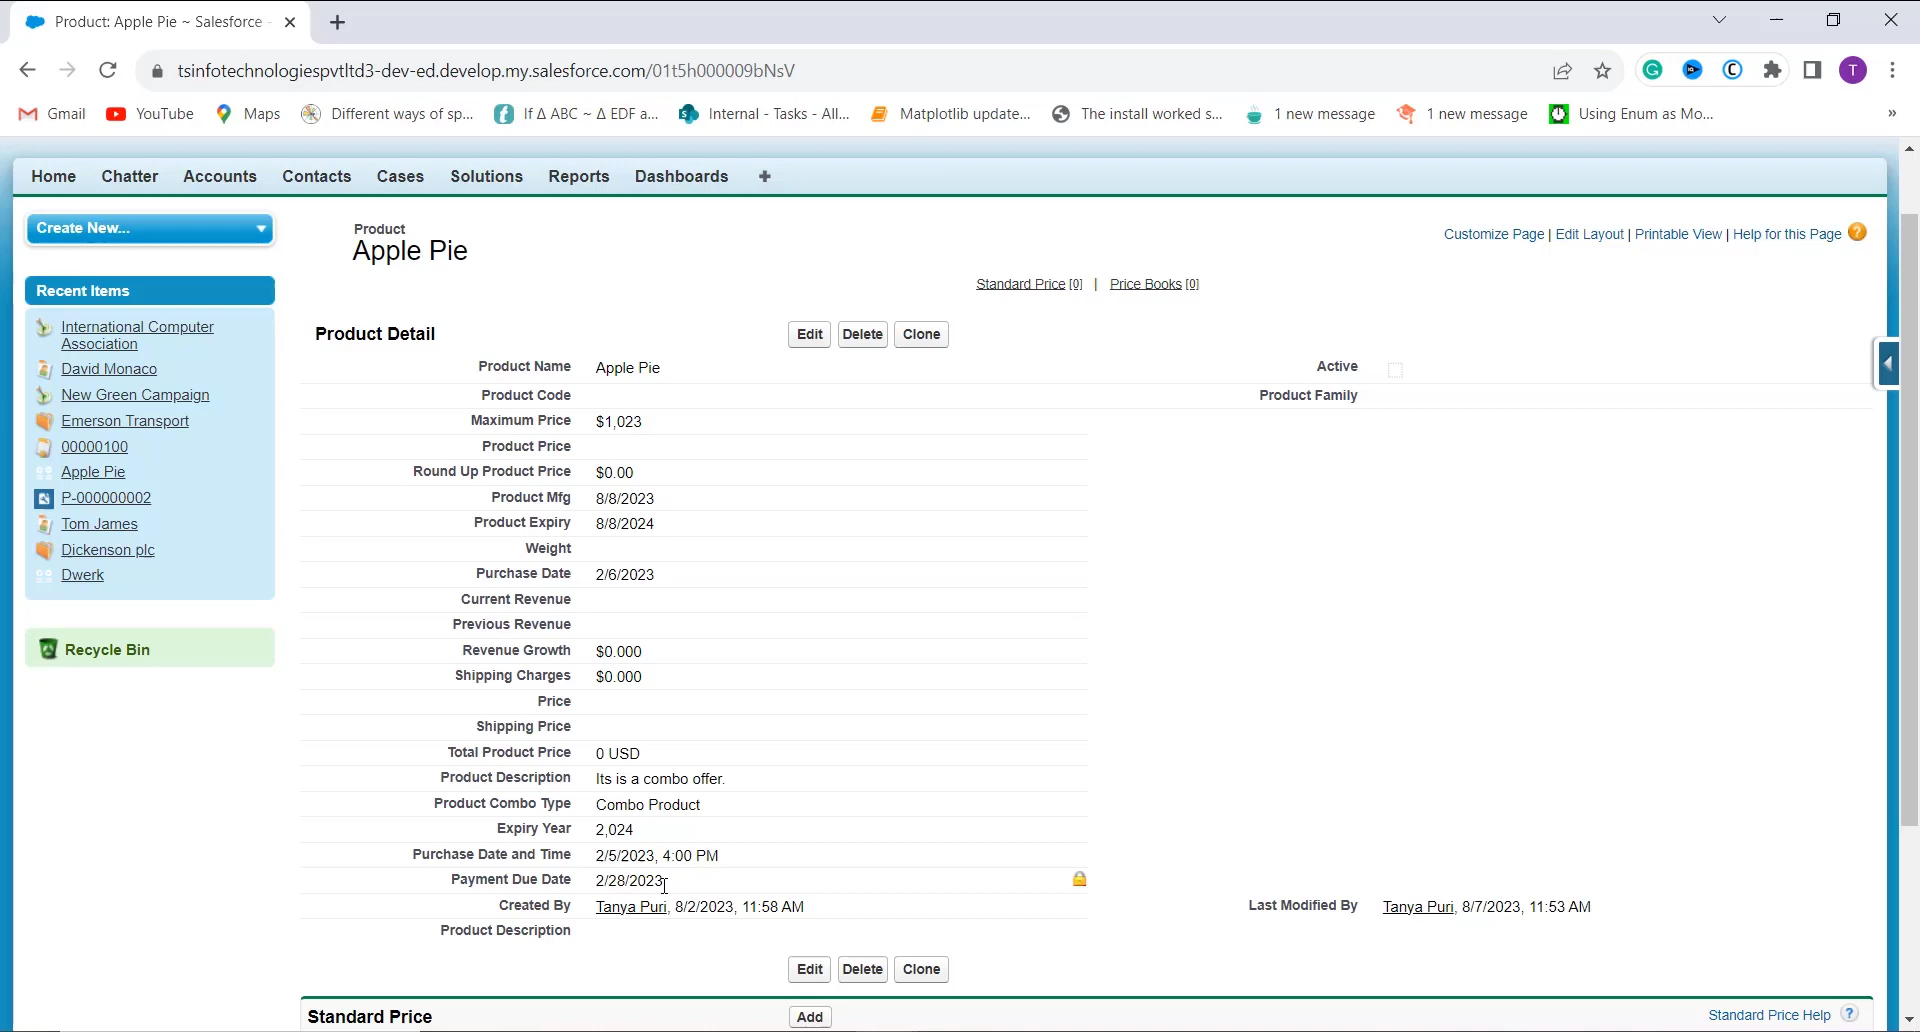 Product: Apple Pie ~ Salesforce -
tsinfotechnologiespvtltd3-dev-ed.develop.my.salesforce.com/01t5h000009bNsV
T
Gmail YouTube Maps Different ways of sp... If Δ ABC ~ Δ EDF a... Internal - Tasks - All... Matplotlib update... The install worked s... 1 new message 1 new message Using Enum as Mo... »
Home Chatter Accounts Contacts Cases Solutions Reports Dashboards +
Create New...
Product
Apple Pie
Customize Page | Edit Layout | Printable View | Help for this Page ?
Standard Price [0] | Price Books [0]
Recent Items
International Computer
Association
David Monaco
New Green Campaign
Emerson Transport
00000100
Apple Pie
P-000000002
Tom James
Dickenson plc
Dwerk
Recycle Bin
Product Detail Edit Delete Clone
Product Name Apple Pie Active
Product Code Product Family
Maximum Price $1,023
Product Price
Round Up Product Price $0.00
Product Mfg 8/8/2023
Product Expiry 8/8/2024
Weight
Purchase Date 2/6/2023
Current Revenue
Previous Revenue
Revenue Growth $0.000
Shipping Charges $0.000
Price
Shipping Price
Total Product Price 0 USD
Product Description Its is a combo offer.
Product Combo Type Combo Product
Expiry Year 2,024
Purchase Date and Time 2/5/2023, 4:00 PM
Payment Due Date 2/28/2023
Created By Tanya Puri, 8/2/2023, 11:58 AM Last Modified By Tanya Puri, 8/7/2023, 11:53 AM
Product Description
Edit Delete Clone
Standard Price Add Standard Price Help ?